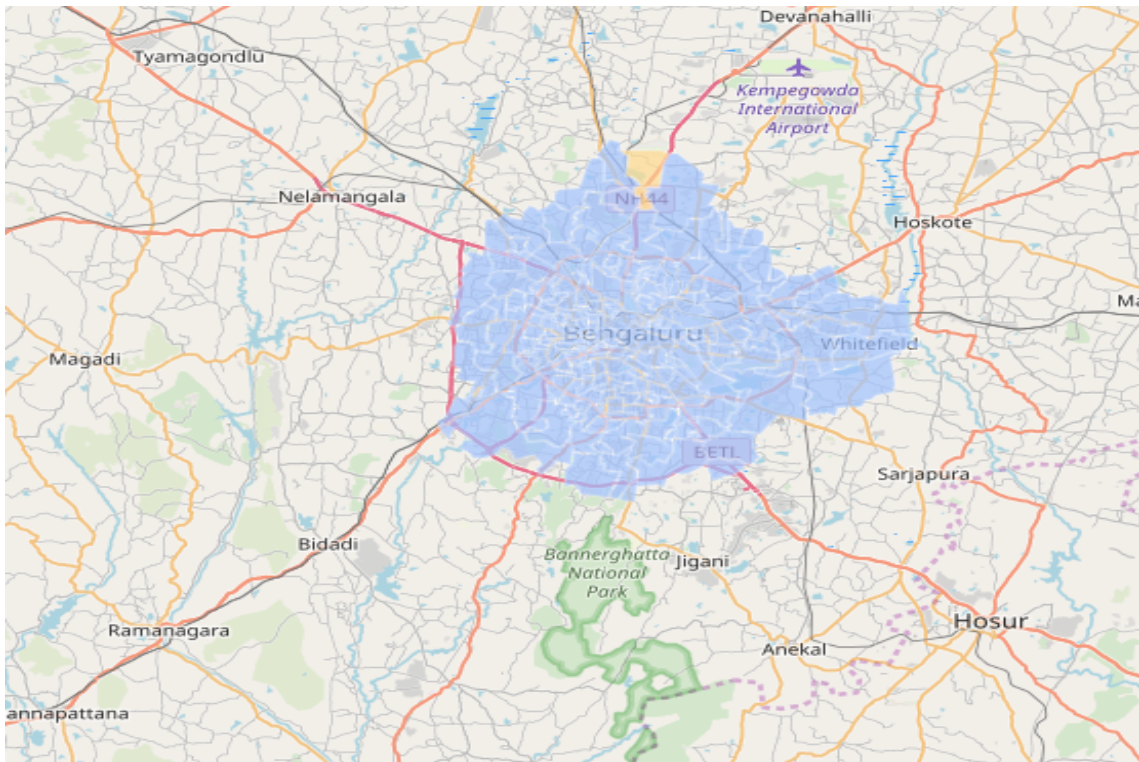 Devanahalli
Tyamagondlu
Kempegowda
International
Airport
Nelamangala
NH44
Hoskote
Ma
Bengaluru
Whitefield
Magadi
BETL
Sarjapura
Bidadi
Bannerghatta
National
Park
Jigani
Ramanagara
Hosur
Anekal
annapattana